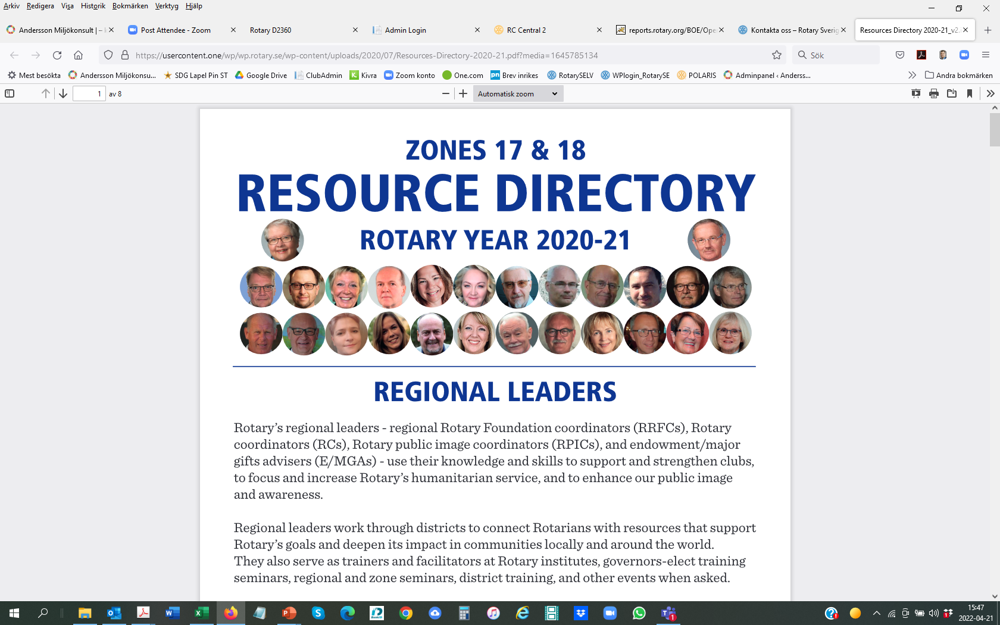 Arkiv Redigera Visa Historik Bokmärken Verktyg Hjälp
Andersson Miljökonsult | – k
Post Attendee - Zoom
Rotary D2360
Admin Login
RC Central 2
reports.rotary.org/BOE/Ope
Kontakta oss – Rotary Sverig
Resources Directory 2020-21_v2.
https://usercontent.one/wp/wp.rotary.se/wp-content/uploads/2020/07/Resources-Directory-2020-21.pdf?media=1645785134
Sök
Mest besökta Andersson Miljökonsu... SDG Lapel Pin ST Google Drive ClubAdmin Kivra Zoom konto One.com Brev inrikes RotarySELV WPlogin_RotarySE POLARIS Adminpanel ‹ Anderss... Andra bokmärken
1 av 8
Automatisk zoom
ZONES 17 & 18
RESOURCE DIRECTORY
ROTARY YEAR 2020-21
REGIONAL LEADERS
Rotary’s regional leaders - regional Rotary Foundation coordinators (RRFCs), Rotary
coordinators (RCs), Rotary public image coordinators (RPICs), and endowment/major
gifts advisers (E/MGAs) - use their knowledge and skills to support and strengthen clubs,
to focus and increase Rotary’s humanitarian service, and to enhance our public image
and awareness.
Regional leaders work through districts to connect Rotarians with resources that support
Rotary’s goals and deepen its impact in communities locally and around the world.
They also serve as trainers and facilitators at Rotary institutes, governors-elect training
seminars, regional and zone seminars, district training, and other events when asked.
15:47
2022-04-21